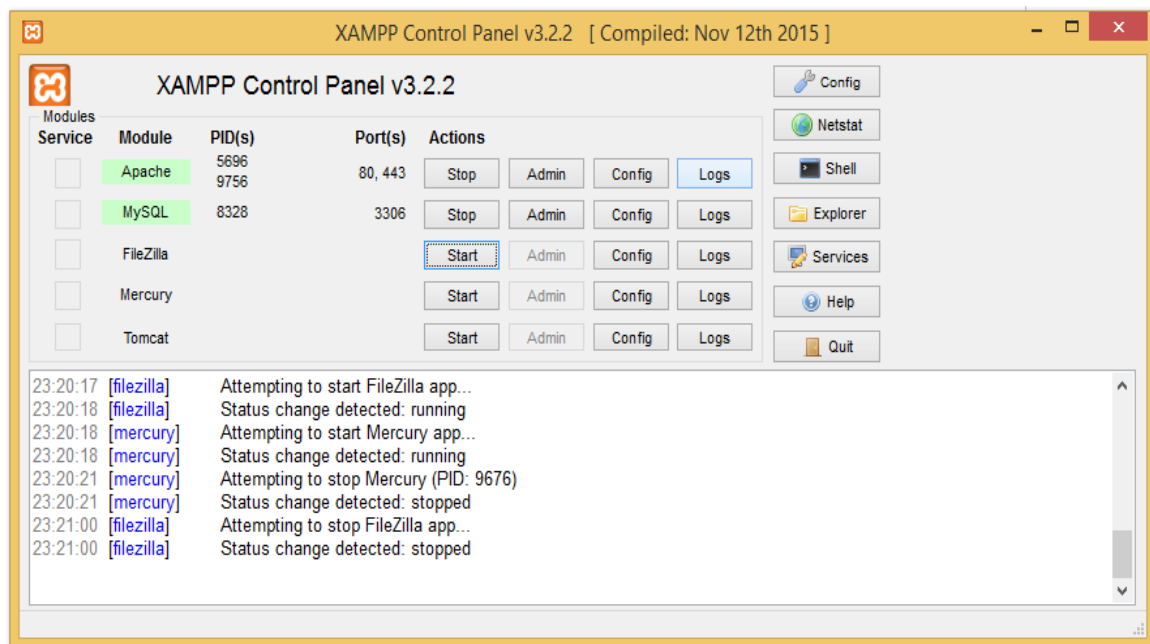 XAMPP Control Panel v3.2.2 [ Compiled: Nov 12th 2015 ]
XAMPP Control Panel v3.2.2
Config
Modules
Netstat
Service Module PID(s) Port(s) Actions
Apache 5696 9756 80, 443 Stop Admin Config Logs
Shell
MySQL 8328 3306 Stop Admin Config Logs
Explorer
FileZilla Start Admin Config Logs
Services
Mercury Start Admin Config Logs
Help
Tomcat Start Admin Config Logs
Quit
23:20:17 [filezilla] Attempting to start FileZilla app...
23:20:18 [filezilla] Status change detected: running
23:20:18 [mercury] Attempting to start Mercury app...
23:20:18 [mercury] Status change detected: running
23:20:21 [mercury] Attempting to stop Mercury (PID: 9676)
23:20:21 [mercury] Status change detected: stopped
23:21:00 [filezilla] Attempting to stop FileZilla app...
23:21:00 [filezilla] Status change detected: stopped